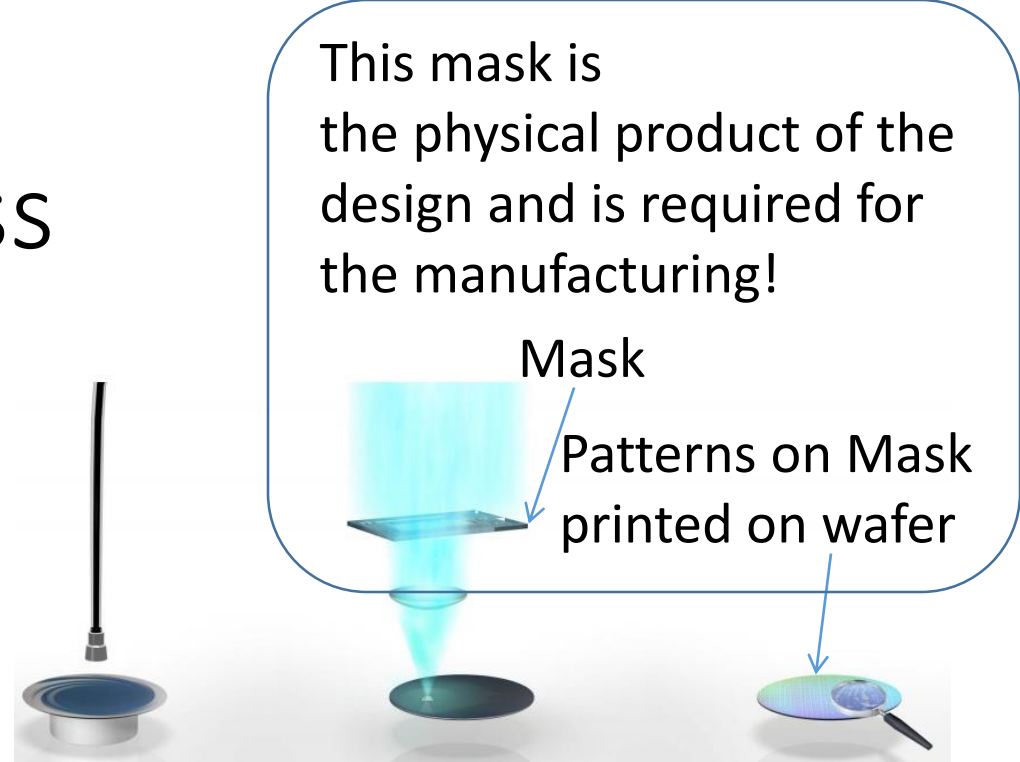 This mask is
the physical product of the
ss
design and is required for
the manufacturing!
Mask
Patterns on Mask
printed on wafer